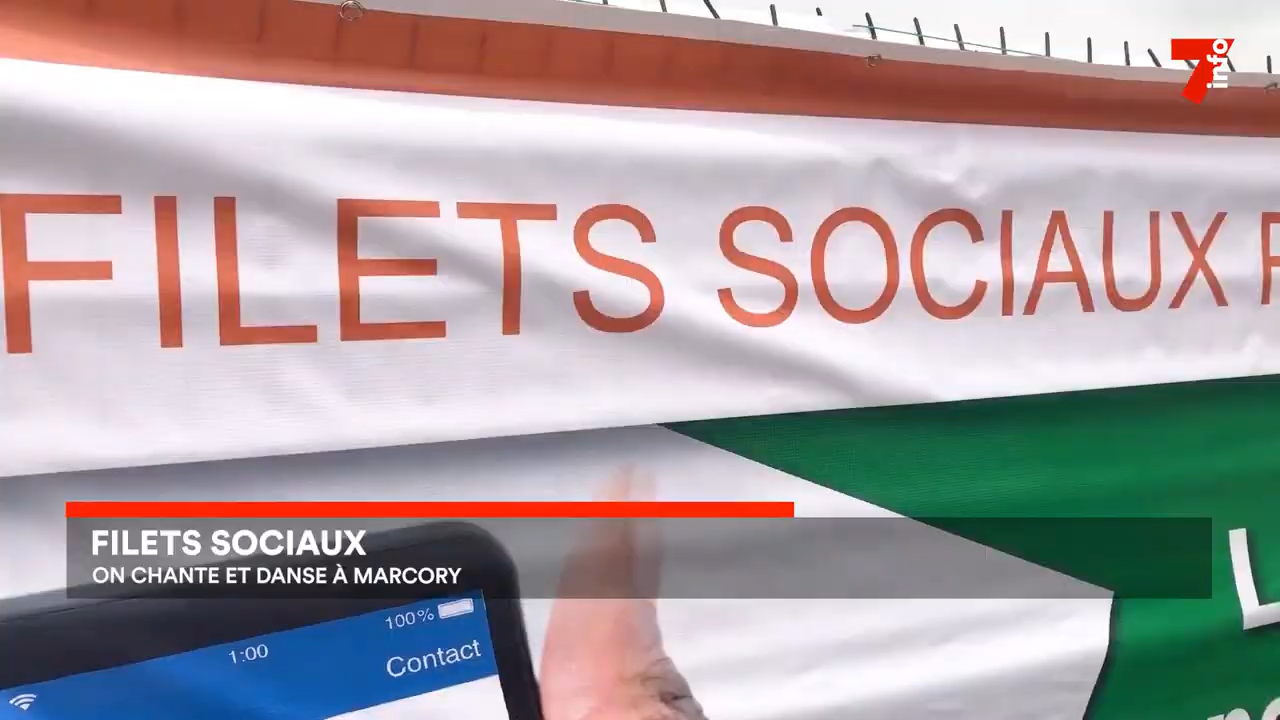 7info
FILETS SOCIAUX
FILETS SOCIAUX
ON CHANTE ET DANSE À MARCORY
100%
1:00
Contact